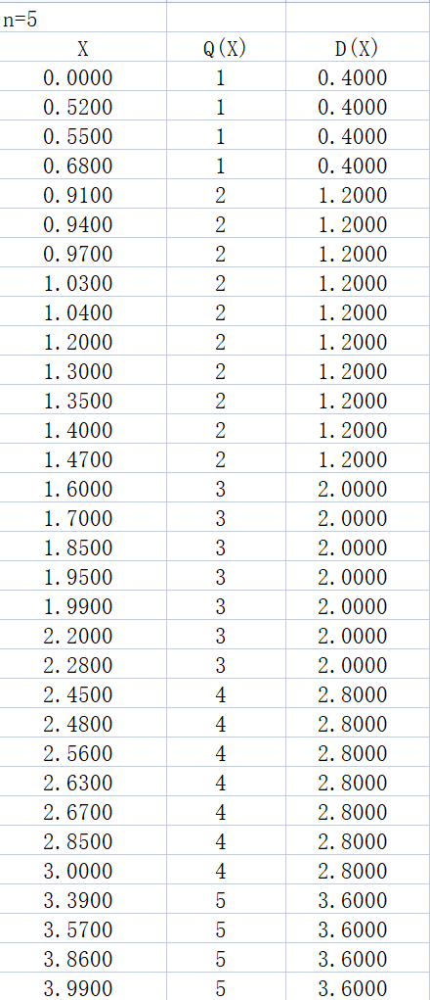 n=5
X Q(X) D(X)
0.0000 1 0.4000
0.5200 1 0.4000
0.5500 1 0.4000
0.6800 1 0.4000
0.9100 2 1.2000
0.9400 2 1.2000
0.9700 2 1.2000
1.0300 2 1.2000
1.0400 2 1.2000
1.2000 2 1.2000
1.3000 2 1.2000
1.3500 2 1.2000
1.4000 2 1.2000
1.4700 2 1.2000
1.6000 3 2.0000
1.7000 3 2.0000
1.8500 3 2.0000
1.9500 3 2.0000
1.9900 3 2.0000
2.2000 3 2.0000
2.2800 3 2.0000
2.4500 4 2.8000
2.4800 4 2.8000
2.5600 4 2.8000
2.6300 4 2.8000
2.6700 4 2.8000
2.8500 4 2.8000
3.0000 4 2.8000
3.3900 5 3.6000
3.5700 5 3.6000
3.8600 5 3.6000
3.9900 5 3.6000